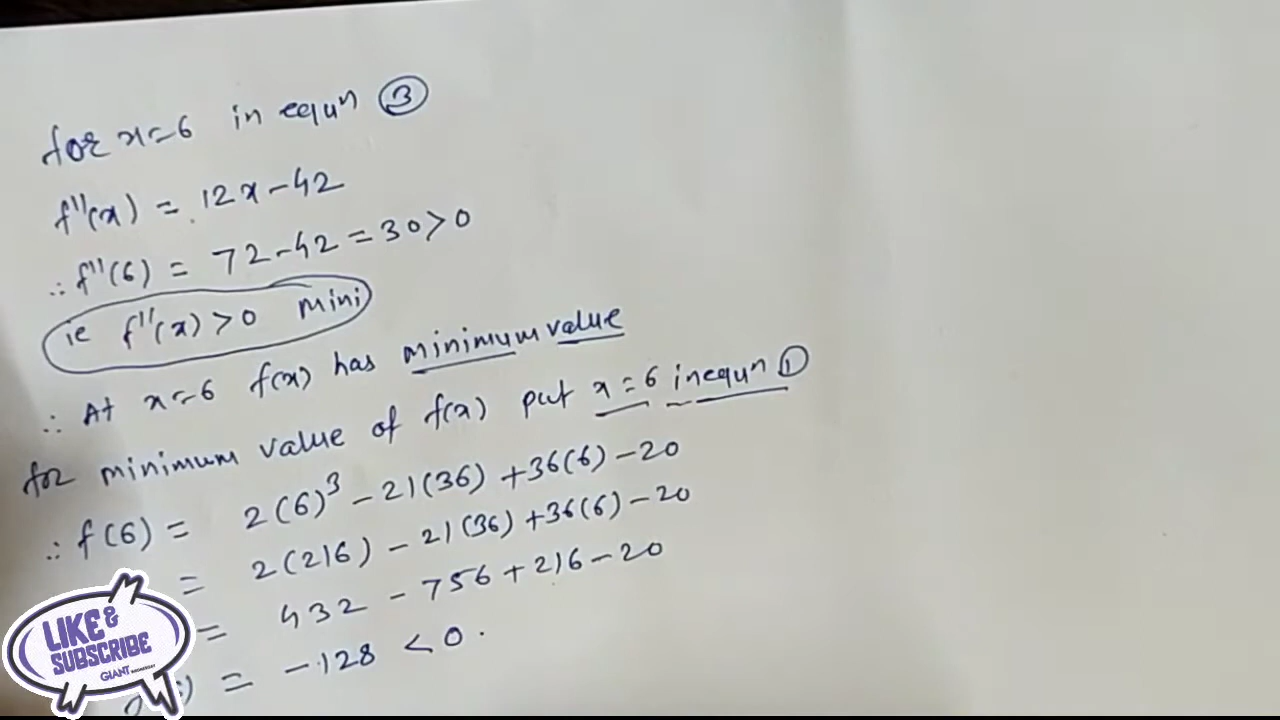 for x=6 in equn ③
f''(x) = 12x-42
∴ f''(6) = 72-42 = 30>0
ie f''(x)>0 mini
∴ At x=6 f(x) has minimum value
for minimum value of f(x) put x=6 in equn ①
∴ f(6) = 2(6)³ - 21(36) + 36(6) - 20
= 2(216) - 21(36) + 36(6) - 20
= 432 - 756 + 216 - 20
= -128 < 0.
LIKE &
SUBSCRIBE
GIANT